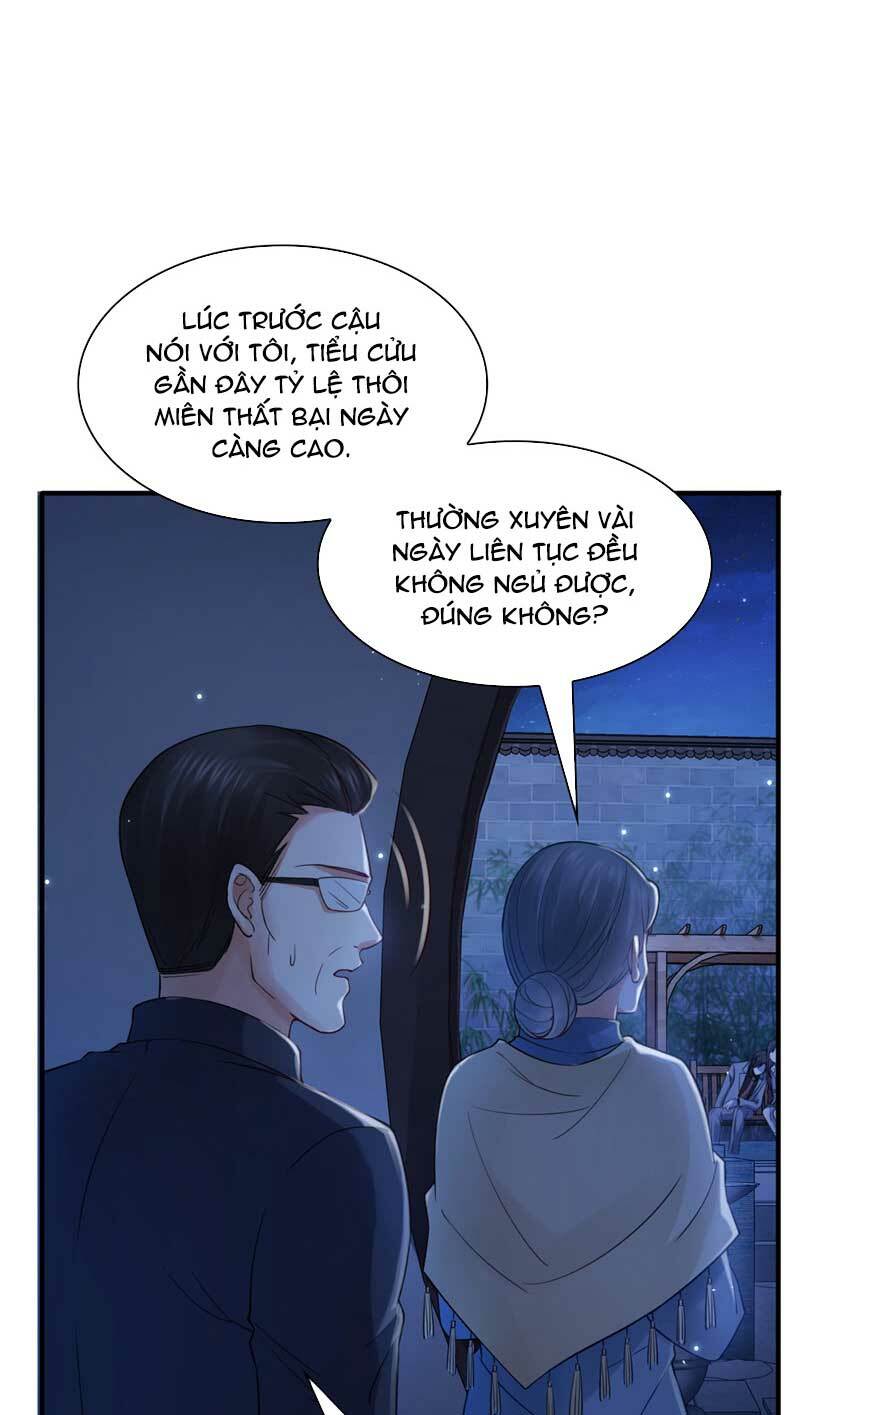 LÚC TRƯỚC CẬU
NÓI VỚI TÔI, TIỂU CỬU
GẦN ĐÂY TỶ LỆ THÔI
MIÊN THẤT BẠI NGÀY
CÀNG CAO.
THƯỜNG XUYÊN VÀI
NGÀY LIÊN TỤC ĐỀU
KHÔNG NGỦ ĐƯỢC,
ĐÚNG KHÔNG?